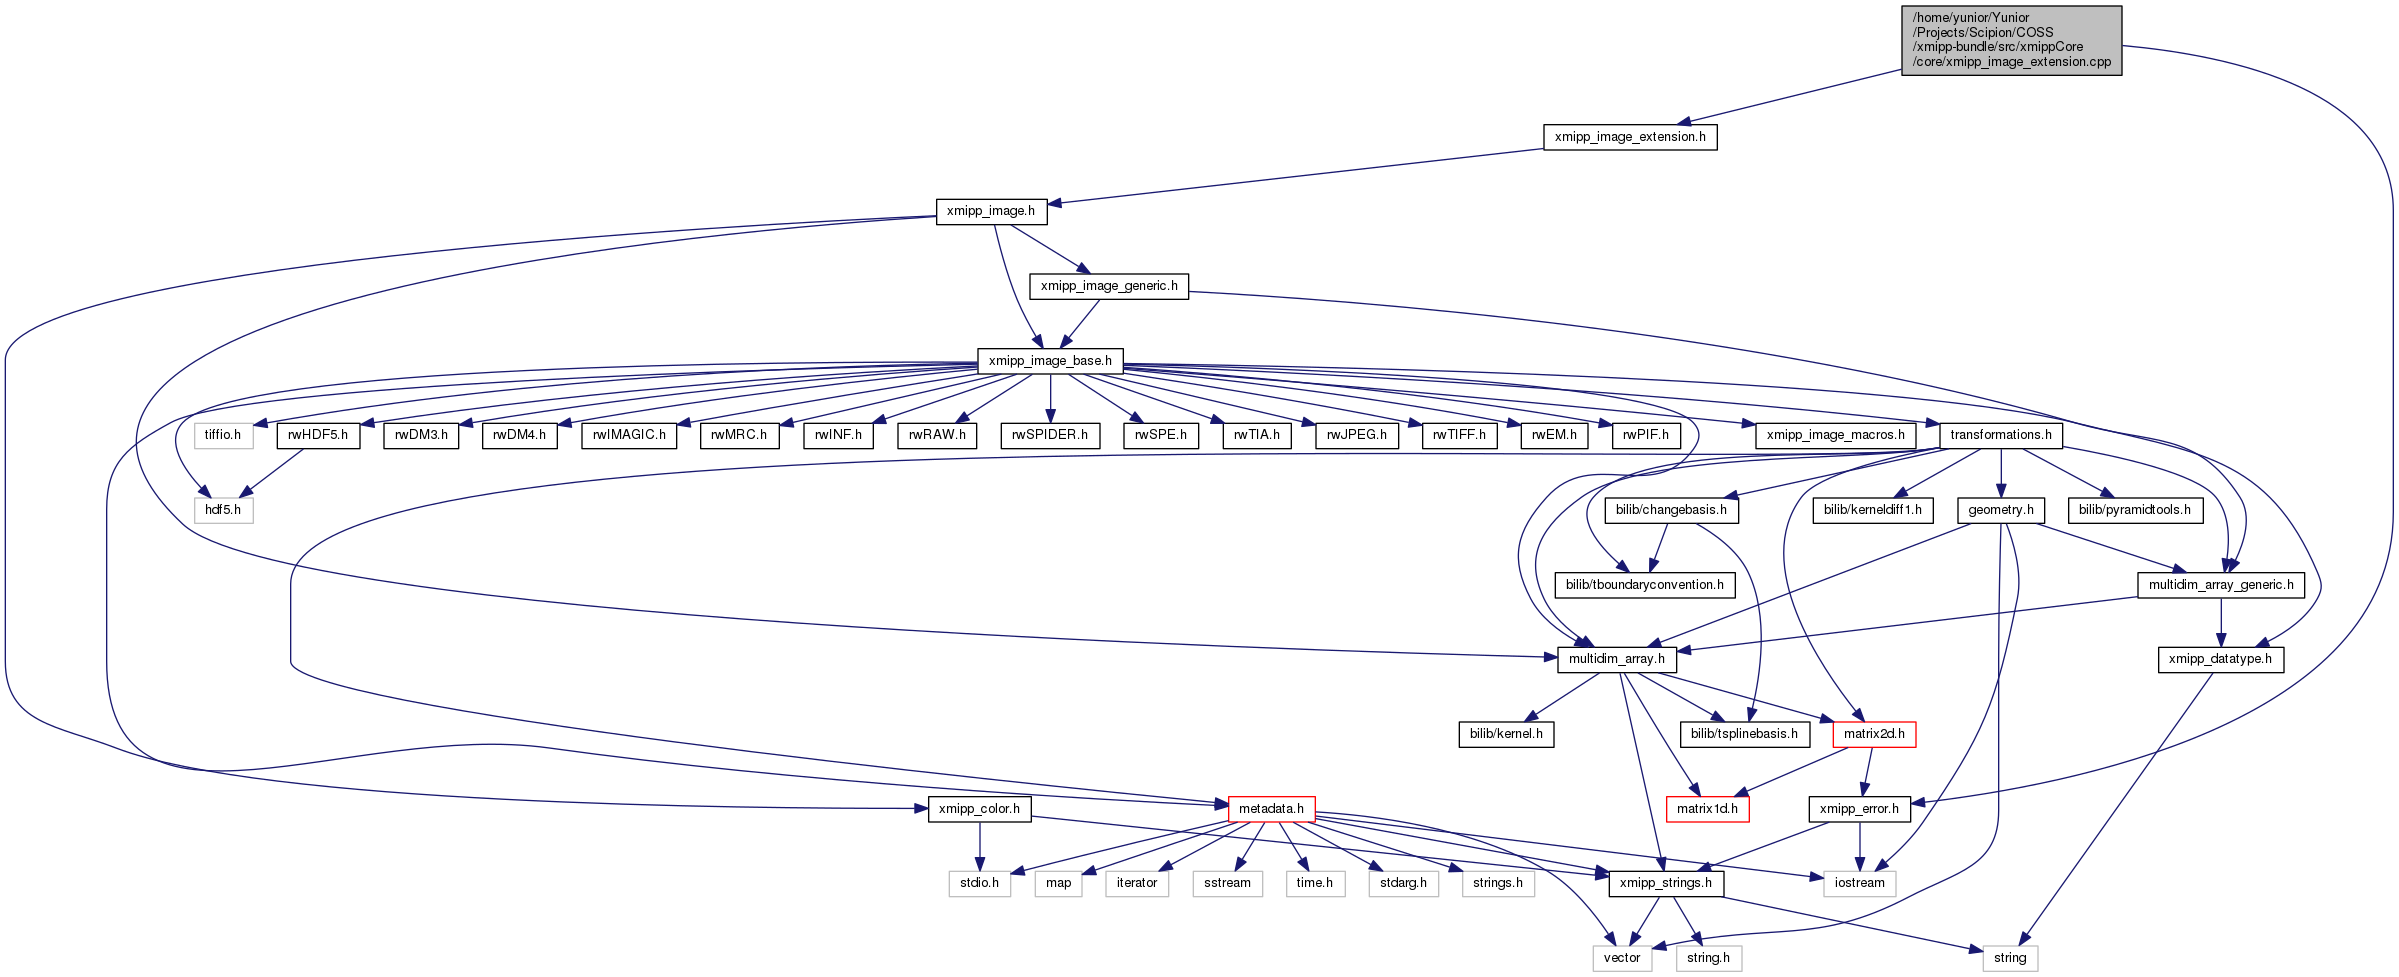 /home/yunior/Yunior
/Projects/Scipion/COSS
/xmipp-bundle/src/xmippCore
/core/xmipp_image_extension.cpp
xmipp_image_extension.h
xmipp_image.h
xmipp_image_generic.h
xmipp_image_base.h
tiffio.h
rwHDF5.h
rwDM3.h
rwDM4.h
rwIMAGIC.h
rwMRC.h
rwINF.h
rwRAW.h
rwSPIDER.h
rwSPE.h
rwTIA.h
rwJPEG.h
rwTIFF.h
rwEM.h
rwPIF.h
xmipp_image_macros.h
transformations.h
hdf5.h
bilib/changebasis.h
bilib/kerneldiff1.h
geometry.h
bilib/pyramidtools.h
bilib/tboundaryconvention.h
multidim_array_generic.h
multidim_array.h
xmipp_datatype.h
bilib/kernel.h
bilib/tsplinebasis.h
matrix2d.h
xmipp_color.h
metadata.h
matrix1d.h
xmipp_error.h
stdio.h
map
iterator
sstream
time.h
stdarg.h
strings.h
xmipp_strings.h
iostream
vector
string.h
string